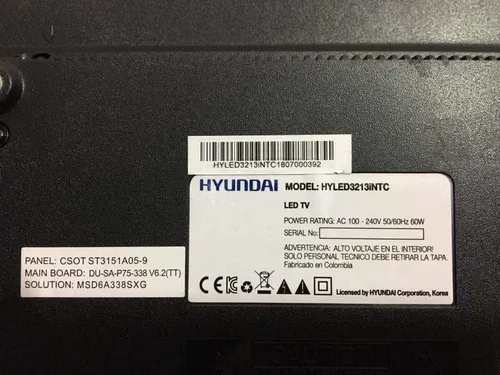 HYLED3213iNTC1807000392
HYUNDAI MODEL: HYLED3213iNTC
LED TV
POWER RATING: AC 100 - 240V 50/60Hz 60W
SERIAL No:
ADVERTENCIA: ALTO VOLTAJE EN EL INTERIOR!
SOLO PERSONAL TECNICO DEBE RETIRAR LA TAPA.
Fabricado en Colombia
Licensed by HYUNDAI Corporation, Korea
PANEL: CSOT ST3151A05-9
MAIN BOARD: DU-SA-P75-338 V6.2(TT)
SOLUTION: MSD6A338SXG